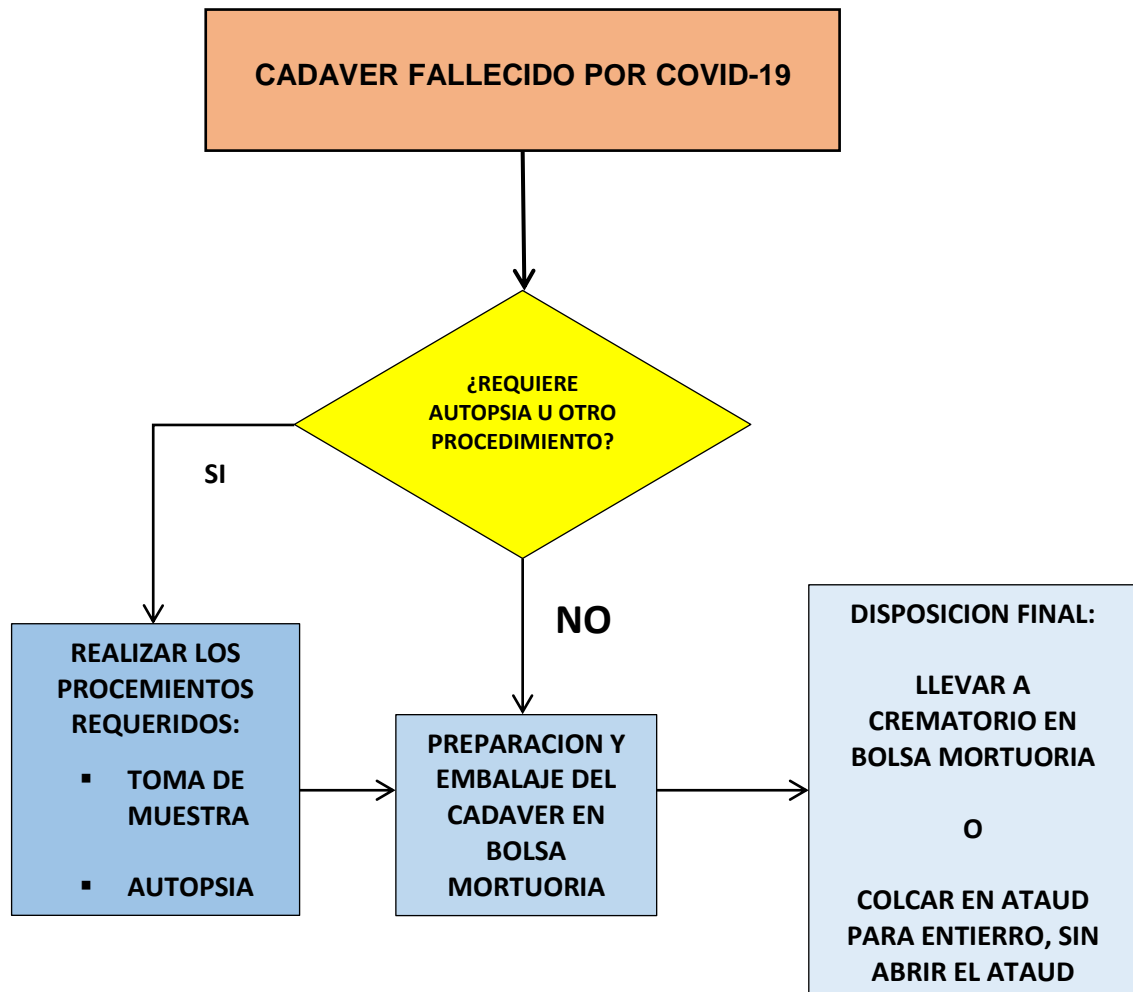 CADAVER FALLECIDO POR COVID-19
¿REQUIERE
AUTOPSIA U OTRO
PROCEDIMIENTO?
SI
NO
REALIZAR LOS
PROCEMIENTOS
REQUERIDOS:
▪ TOMA DE
MUESTRA
▪ AUTOPSIA
PREPARACION Y
EMBALAJE DEL
CADAVER EN
BOLSA
MORTUORIA
DISPOSICION FINAL:
LLEVAR A
CREMATORIO EN
BOLSA MORTUORIA
O
COLCAR EN ATAUD
PARA ENTIERRO, SIN
ABRIR EL ATAUD